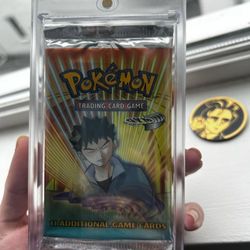 POKéMON
TRADING CARD GAME
11 ADDITIONAL GAME CARDS